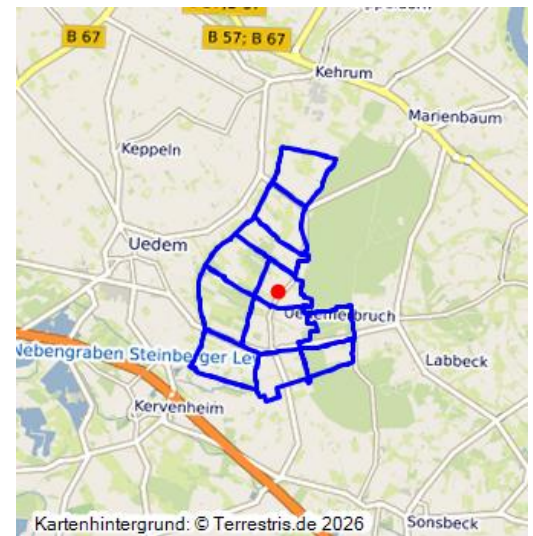 B 67
B 57; B 67
Kehrum
Marienbaum
Keppeln
Uedem
Uedemerbruch
Nebengraben Steinberger Ley
Labbeck
Kervenheim
Kartenhintergrund: © Terrestris.de 2026
Sonsbeck